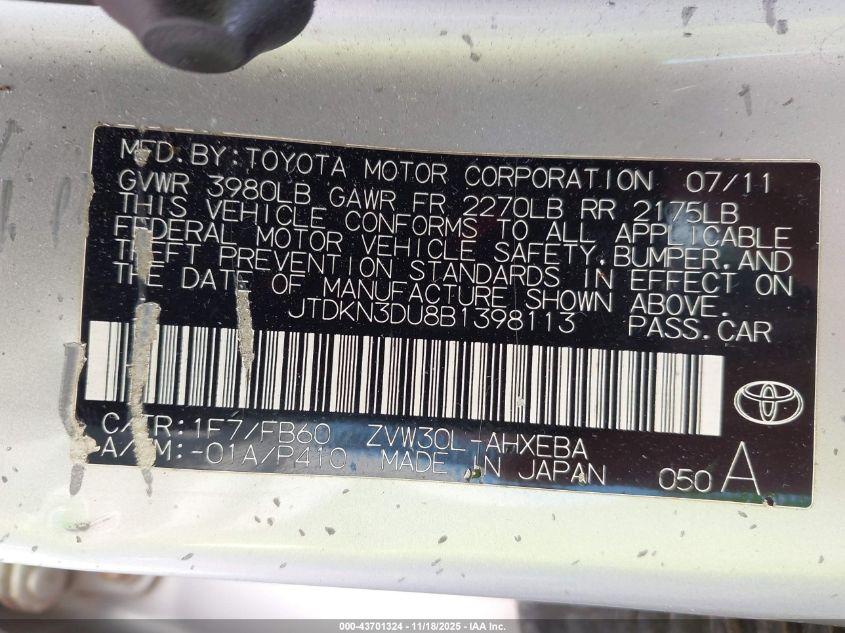 MFD. BY: TOYOTA MOTOR CORPORATION 07/11
GVWR 3980LB GAWR FR 2270LB RR 2175LB
THIS VEHICLE CONFORMS TO ALL APPLICABLE
FEDERAL MOTOR VEHICLE SAFETY, BUMPER, AND
THEFT PREVENTION STANDARDS IN EFFECT ON
THE DATE OF MANUFACTURE SHOWN ABOVE.
JTDKN3DU8B1398113 PASS.CAR
C/TR: 1F7/FB60 ZVW30L-AHXEBA
A/TM: -01A/P410 MADE IN JAPAN 050 A
000-43701324 | 11/18/2025 | IAA Inc.